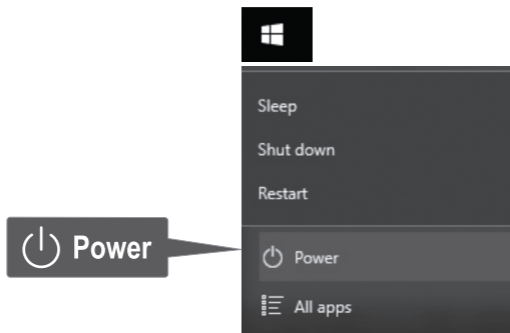 Sleep
Shut down
Restart
Power
Power
All apps